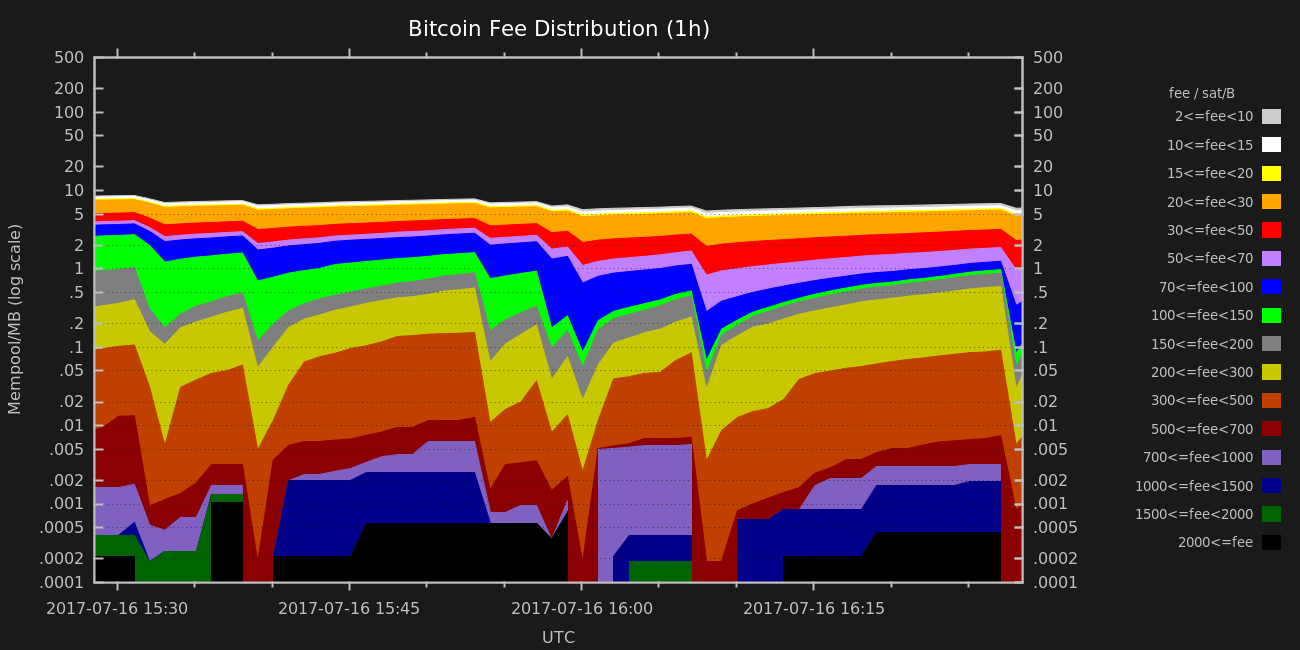 Bitcoin Fee Distribution (1h)
500
200
100
50
20
10
5
2
1
.5
.2
.1
.05
.02
.01
.005
.002
.001
.0005
.0002
.0001
Mempool/MB (log scale)
500
200
100
50
20
10
5
2
1
.5
.2
.1
.05
.02
.01
.005
.002
.001
.0005
.0002
.0001
2017-07-16 15:30
2017-07-16 15:45
2017-07-16 16:00
2017-07-16 16:15
UTC
fee / sat/B
2<=fee<10
10<=fee<15
15<=fee<20
20<=fee<30
30<=fee<50
50<=fee<70
70<=fee<100
100<=fee<150
150<=fee<200
200<=fee<300
300<=fee<500
500<=fee<700
700<=fee<1000
1000<=fee<1500
1500<=fee<2000
2000<=fee